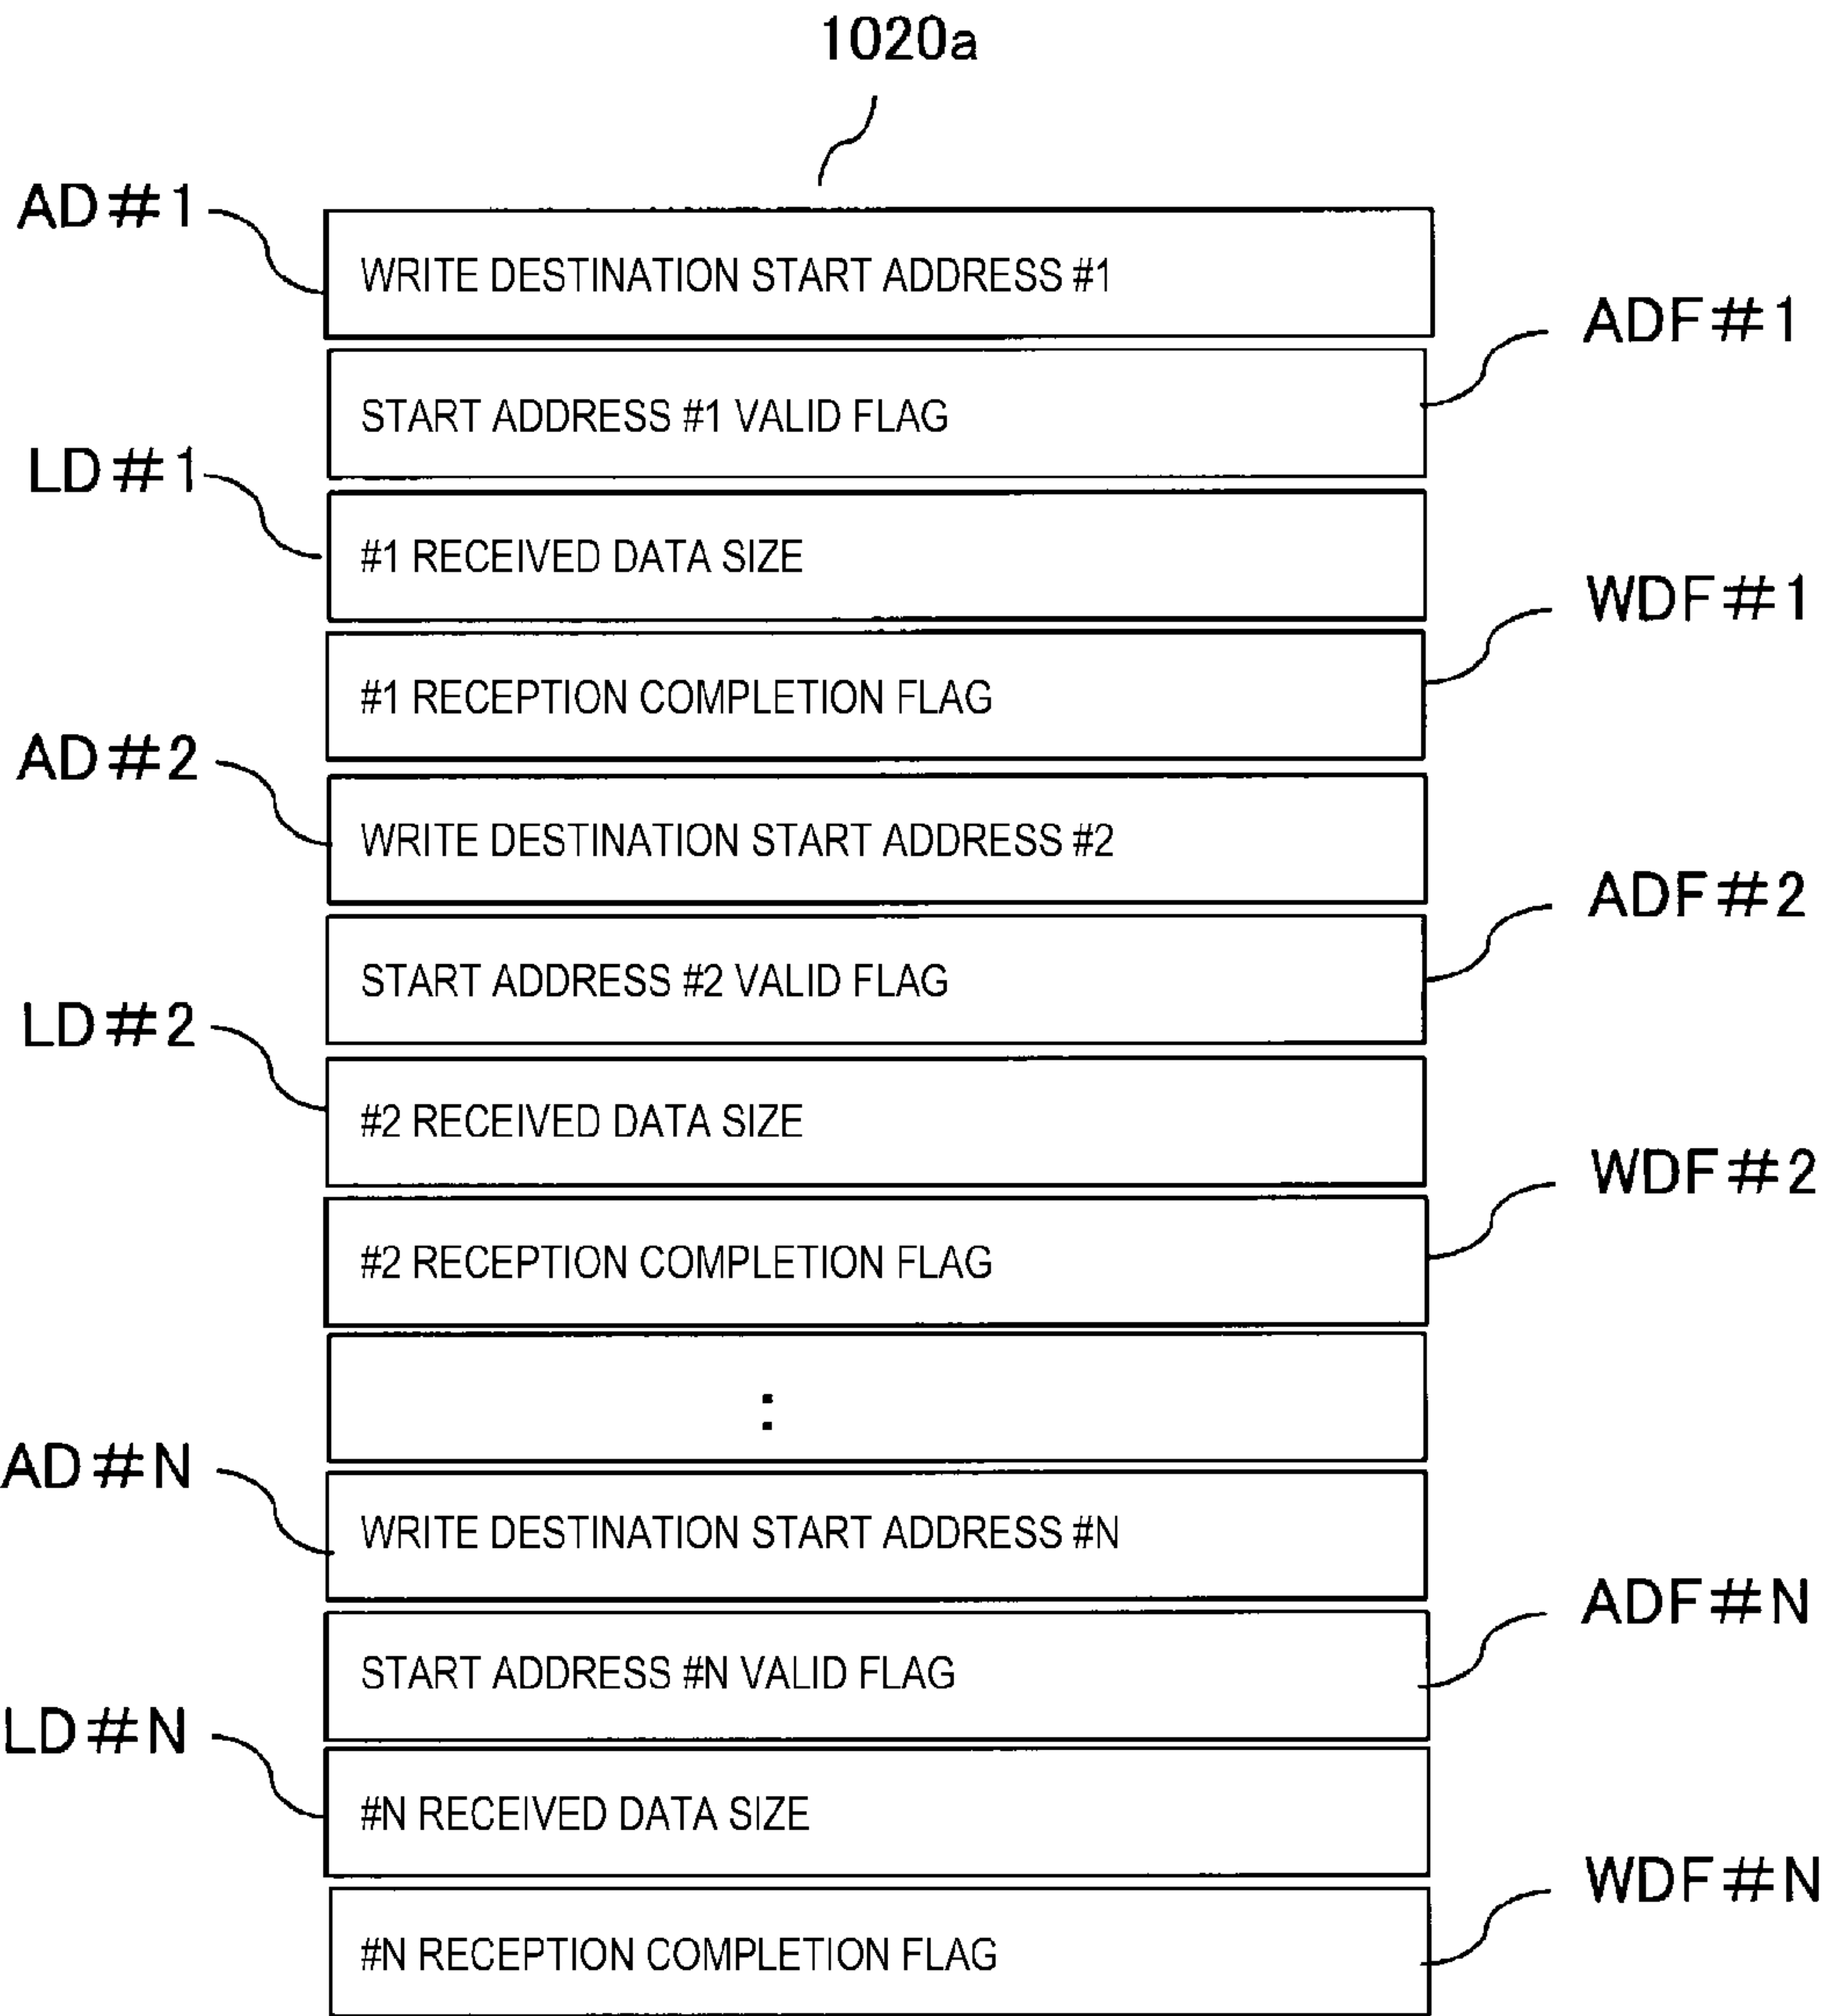 1020a
AD#1
WRITE DESTINATION START ADDRESS #1
ADF#1
START ADDRESS #1 VALID FLAG
LD#1
#1 RECEIVED DATA SIZE
WDF#1
#1 RECEPTION COMPLETION FLAG
AD#2
WRITE DESTINATION START ADDRESS #2
ADF#2
START ADDRESS #2 VALID FLAG
LD#2
#2 RECEIVED DATA SIZE
WDF#2
#2 RECEPTION COMPLETION FLAG
:
AD#N
WRITE DESTINATION START ADDRESS #N
ADF#N
START ADDRESS #N VALID FLAG
LD#N
#N RECEIVED DATA SIZE
WDF#N
#N RECEPTION COMPLETION FLAG